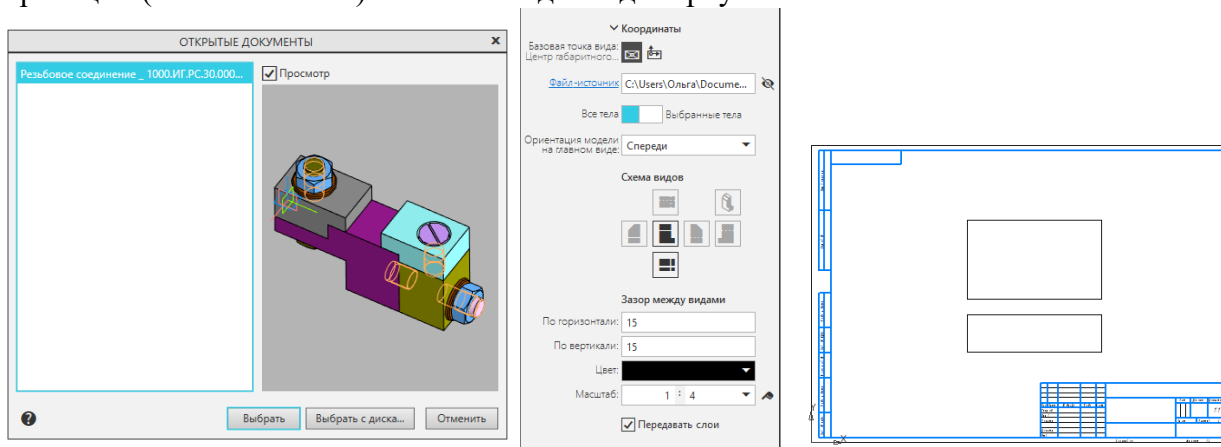 ОТКРЫТЫЕ ДОКУМЕНТЫ
x
Резьбовое соединение _ 1000.ИГ.РС.30.000...
Просмотр
Выбрать
Выбрать с диска...
Отменить
Координаты
Базовая точка вида:
Центр габаритного...
Файл-источник
C:\Users\Ольга\Docume...
Все тела
Выбранные тела
Ориентация модели
на главном виде:
Спереди
Схема видов
Зазор между видами
По горизонтали: 15
По вертикали: 15
Цвет:
Масштаб: 1 : 4
Передавать слои
Y
X